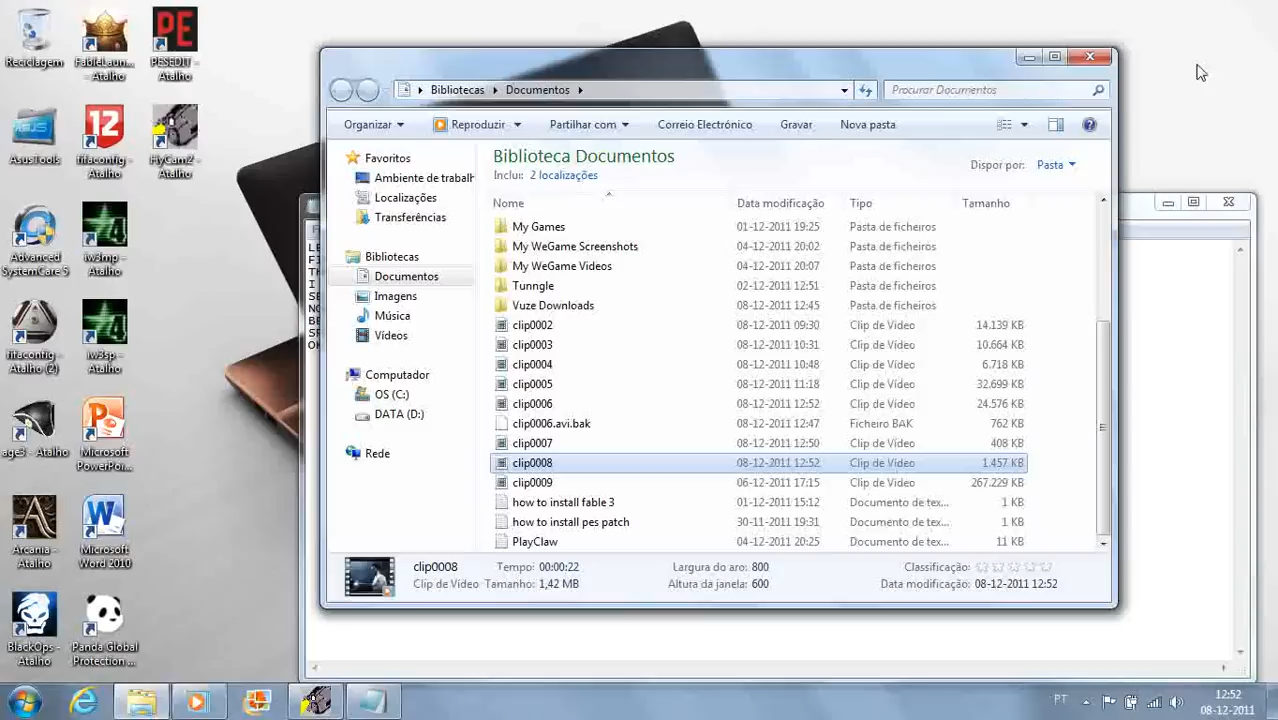 Reciclagem
FableLaun... - Atalho
PESEDIT - Atalho
PE
AsusTools
ASUS
12
fifaconfig - Atalho
HyCam2 - Atalho
Advanced SystemCare 5
iw3mp - Atalho
fifaconfig - Atalho (2)
iw3sp - Atalho
age3 - Atalho
Microsoft PowerPoi...
Arcania - Atalho
Microsoft Word 2010
BlackOps - Atalho
Panda Global Protection ...
Bibliotecas
Documentos
Procurar Documentos
Organizar
Reproduzir
Partilhar com
Correio Electrónico
Gravar
Nova pasta
Favoritos
Ambiente de trabalh
Localizações
Transferências
Bibliotecas
Documentos
Imagens
Música
Vídeos
Computador
OS (C:)
DATA (D:)
Rede
Biblioteca Documentos
Inclui: 2 localizações
Dispor por: Pasta
Nome Data modificação Tipo Tamanho
My Games 01-12-2011 19:25 Pasta de ficheiros
My WeGame Screenshots 04-12-2011 20:02 Pasta de ficheiros
My WeGame Videos 04-12-2011 20:07 Pasta de ficheiros
Tunngle 02-12-2011 12:51 Pasta de ficheiros
Vuze Downloads 08-12-2011 12:45 Pasta de ficheiros
clip0002 08-12-2011 09:30 Clip de Vídeo 14.139 KB
clip0003 08-12-2011 10:31 Clip de Vídeo 10.664 KB
clip0004 08-12-2011 10:48 Clip de Vídeo 6.718 KB
clip0005 08-12-2011 11:18 Clip de Vídeo 32.699 KB
clip0006 08-12-2011 12:52 Clip de Vídeo 24.576 KB
clip0006.avi.bak 08-12-2011 12:47 Ficheiro BAK 762 KB
clip0007 08-12-2011 12:50 Clip de Vídeo 408 KB
clip0008 08-12-2011 12:52 Clip de Vídeo 1.457 KB
clip0009 06-12-2011 17:15 Clip de Vídeo 267.229 KB
how to install fable 3 01-12-2011 12:15 Documento de tex... 1 KB
how to install pes patch 30-11-2011 19:35 Documento de tex... 1 KB
PlayClaw 04-12-2011 20:25 Documento de tex... 11 KB
clip0008 Tempo: 00:00:22 Largura do aro: 800 Classificação:
Clip de Vídeo Tamanho: 1,42 MB Altura da janela: 600 Data modificação: 08-12-2011 12:52
PT
12:52
08-12-2011